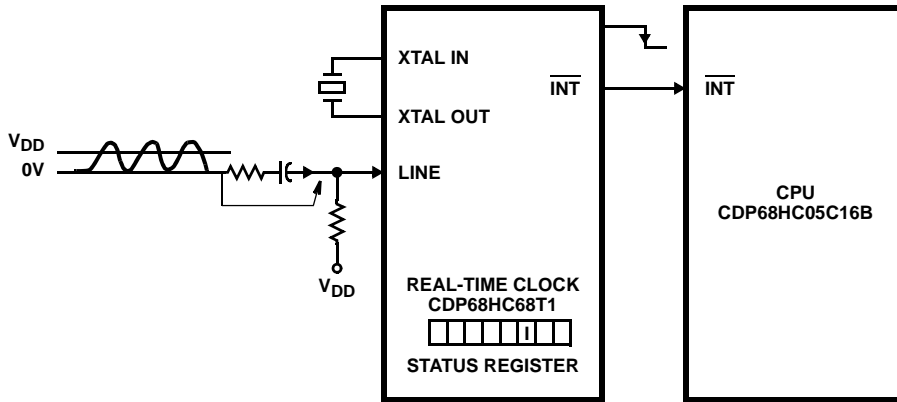 XTAL IN
INT
XTAL OUT
VDD
0V
LINE
VDD
REAL-TIME CLOCK
CDP68HC68T1
I
STATUS REGISTER
INT
CPU
CDP68HC05C16B